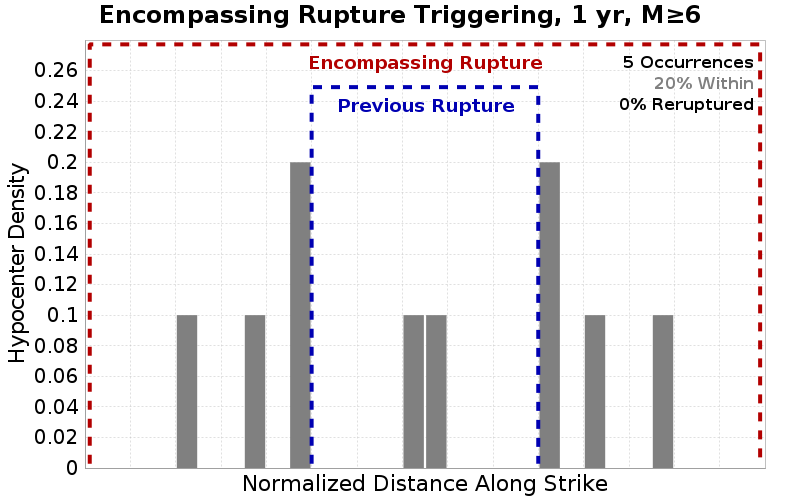 Encompassing Rupture Triggering, 1 yr, M≥6
Encompassing Rupture
Previous Rupture
5 Occurrences
20% Within
0% Reruptured
Hypocenter Density
0.26
0.24
0.22
0.2
0.18
0.16
0.14
0.12
0.1
0.08
0.06
0.04
0.02
0
Normalized Distance Along Strike